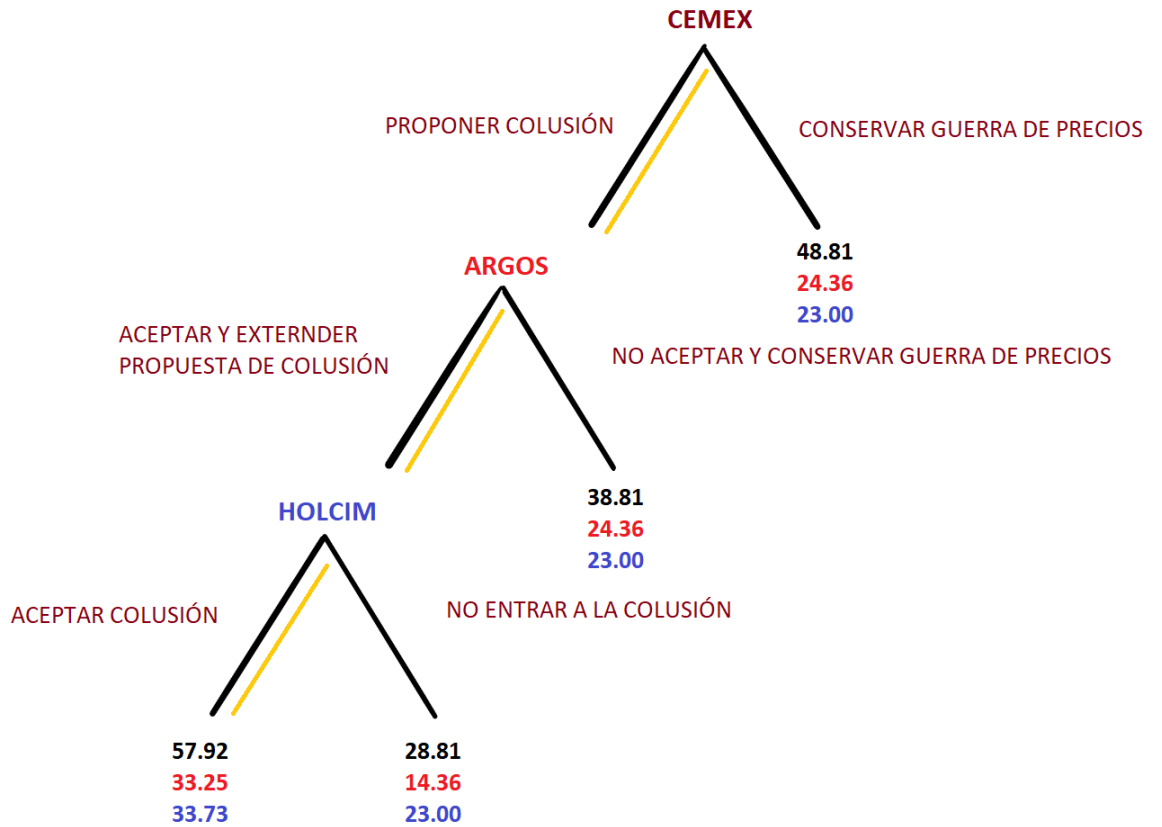 CEMEX
PROPONER COLUSIÓN
CONSERVAR GUERRA DE PRECIOS
48.81
24.36
23.00
ARGOS
ACEPTAR Y EXTERNDER
PROPUESTA DE COLUSIÓN
NO ACEPTAR Y CONSERVAR GUERRA DE PRECIOS
38.81
24.36
23.00
HOLCIM
ACEPTAR COLUSIÓN
NO ENTRAR A LA COLUSIÓN
57.92
33.25
33.73
28.81
14.36
23.00